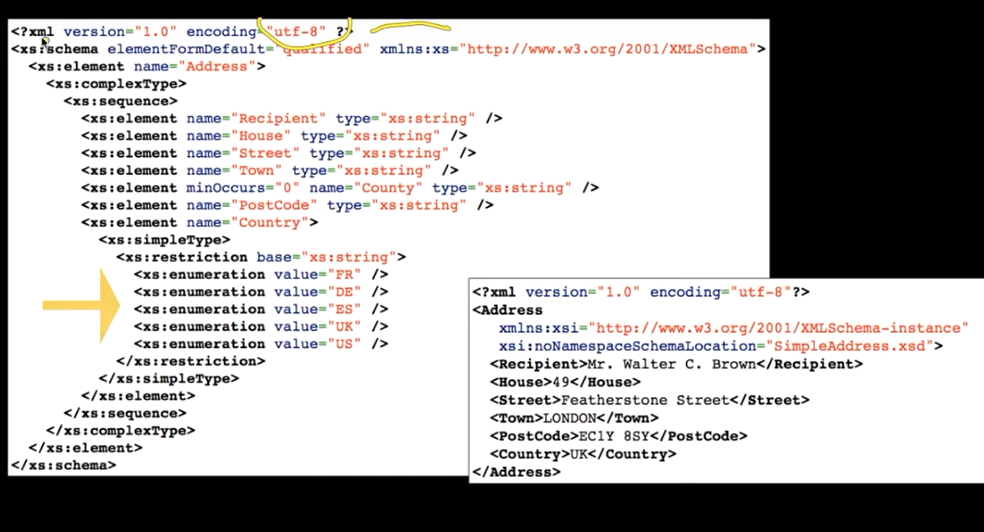 <?xml version="1.0" encoding="utf-8" ?>
<xs:schema elementFormDefault="qualified" xmlns:xs="http://www.w3.org/2001/XMLSchema">
<xs:element name="Address">
<xs:complexType>
<xs:sequence>
<xs:element name="Recipient" type="xs:string" />
<xs:element name="House" type="xs:string" />
<xs:element name="Street" type="xs:string" />
<xs:element name="Town" type="xs:string" />
<xs:element minOccurs="0" name="County" type="xs:string" />
<xs:element name="PostCode" type="xs:string" />
<xs:element name="Country">
<xs:simpleType>
<xs:restriction base="xs:string">
<xs:enumeration value="FR" />
<xs:enumeration value="DE" />
<xs:enumeration value="ES" />
<xs:enumeration value="UK" />
<xs:enumeration value="US" />
</xs:restriction>
</xs:simpleType>
</xs:element>
</xs:sequence>
</xs:complexType>
</xs:element>
</xs:schema>
<?xml version="1.0" encoding="utf-8"?>
<Address
xmlns:xsi="http://www.w3.org/2001/XMLSchema-instance"
xsi:noNamespaceSchemaLocation="SimpleAddress.xsd">
<Recipient>Mr. Walter C. Brown</Recipient>
<House>49</House>
<Street>Featherstone Street</Street>
<Town>LONDON</Town>
<PostCode>EC1Y 8SY</PostCode>
<Country>UK</Country>
</Address>